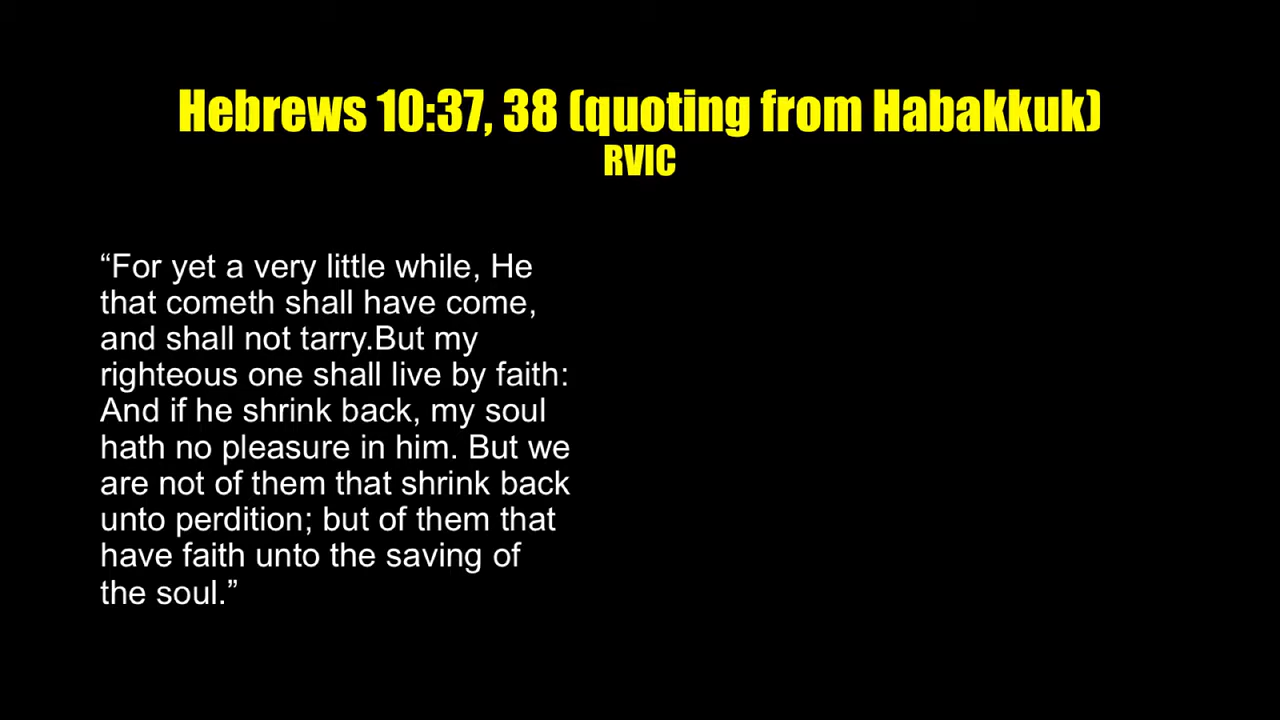 Hebrews 10:37, 38 (quoting from Habakkuk)
RVIC
“For yet a very little while, He
that cometh shall have come,
and shall not tarry.But my
righteous one shall live by faith:
And if he shrink back, my soul
hath no pleasure in him. But we
are not of them that shrink back
unto perdition; but of them that
have faith unto the saving of
the soul.”